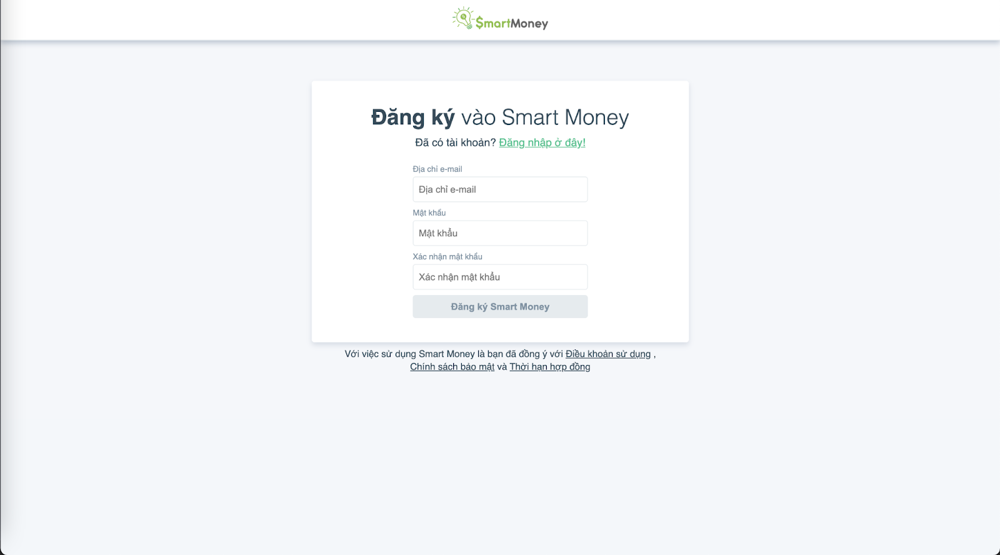 $martMoney
Đăng ký vào Smart Money
Đã có tài khoản? Đăng nhập ở đây!
Địa chỉ e-mail
Địa chỉ e-mail
Mật khẩu
Mật khẩu
Xác nhận mật khẩu
Xác nhận mật khẩu
Đăng ký Smart Money
Với việc sử dụng Smart Money là bạn đã đồng ý với Điều khoản sử dụng ,
Chính sách bảo mật và Thời hạn hợp đồng